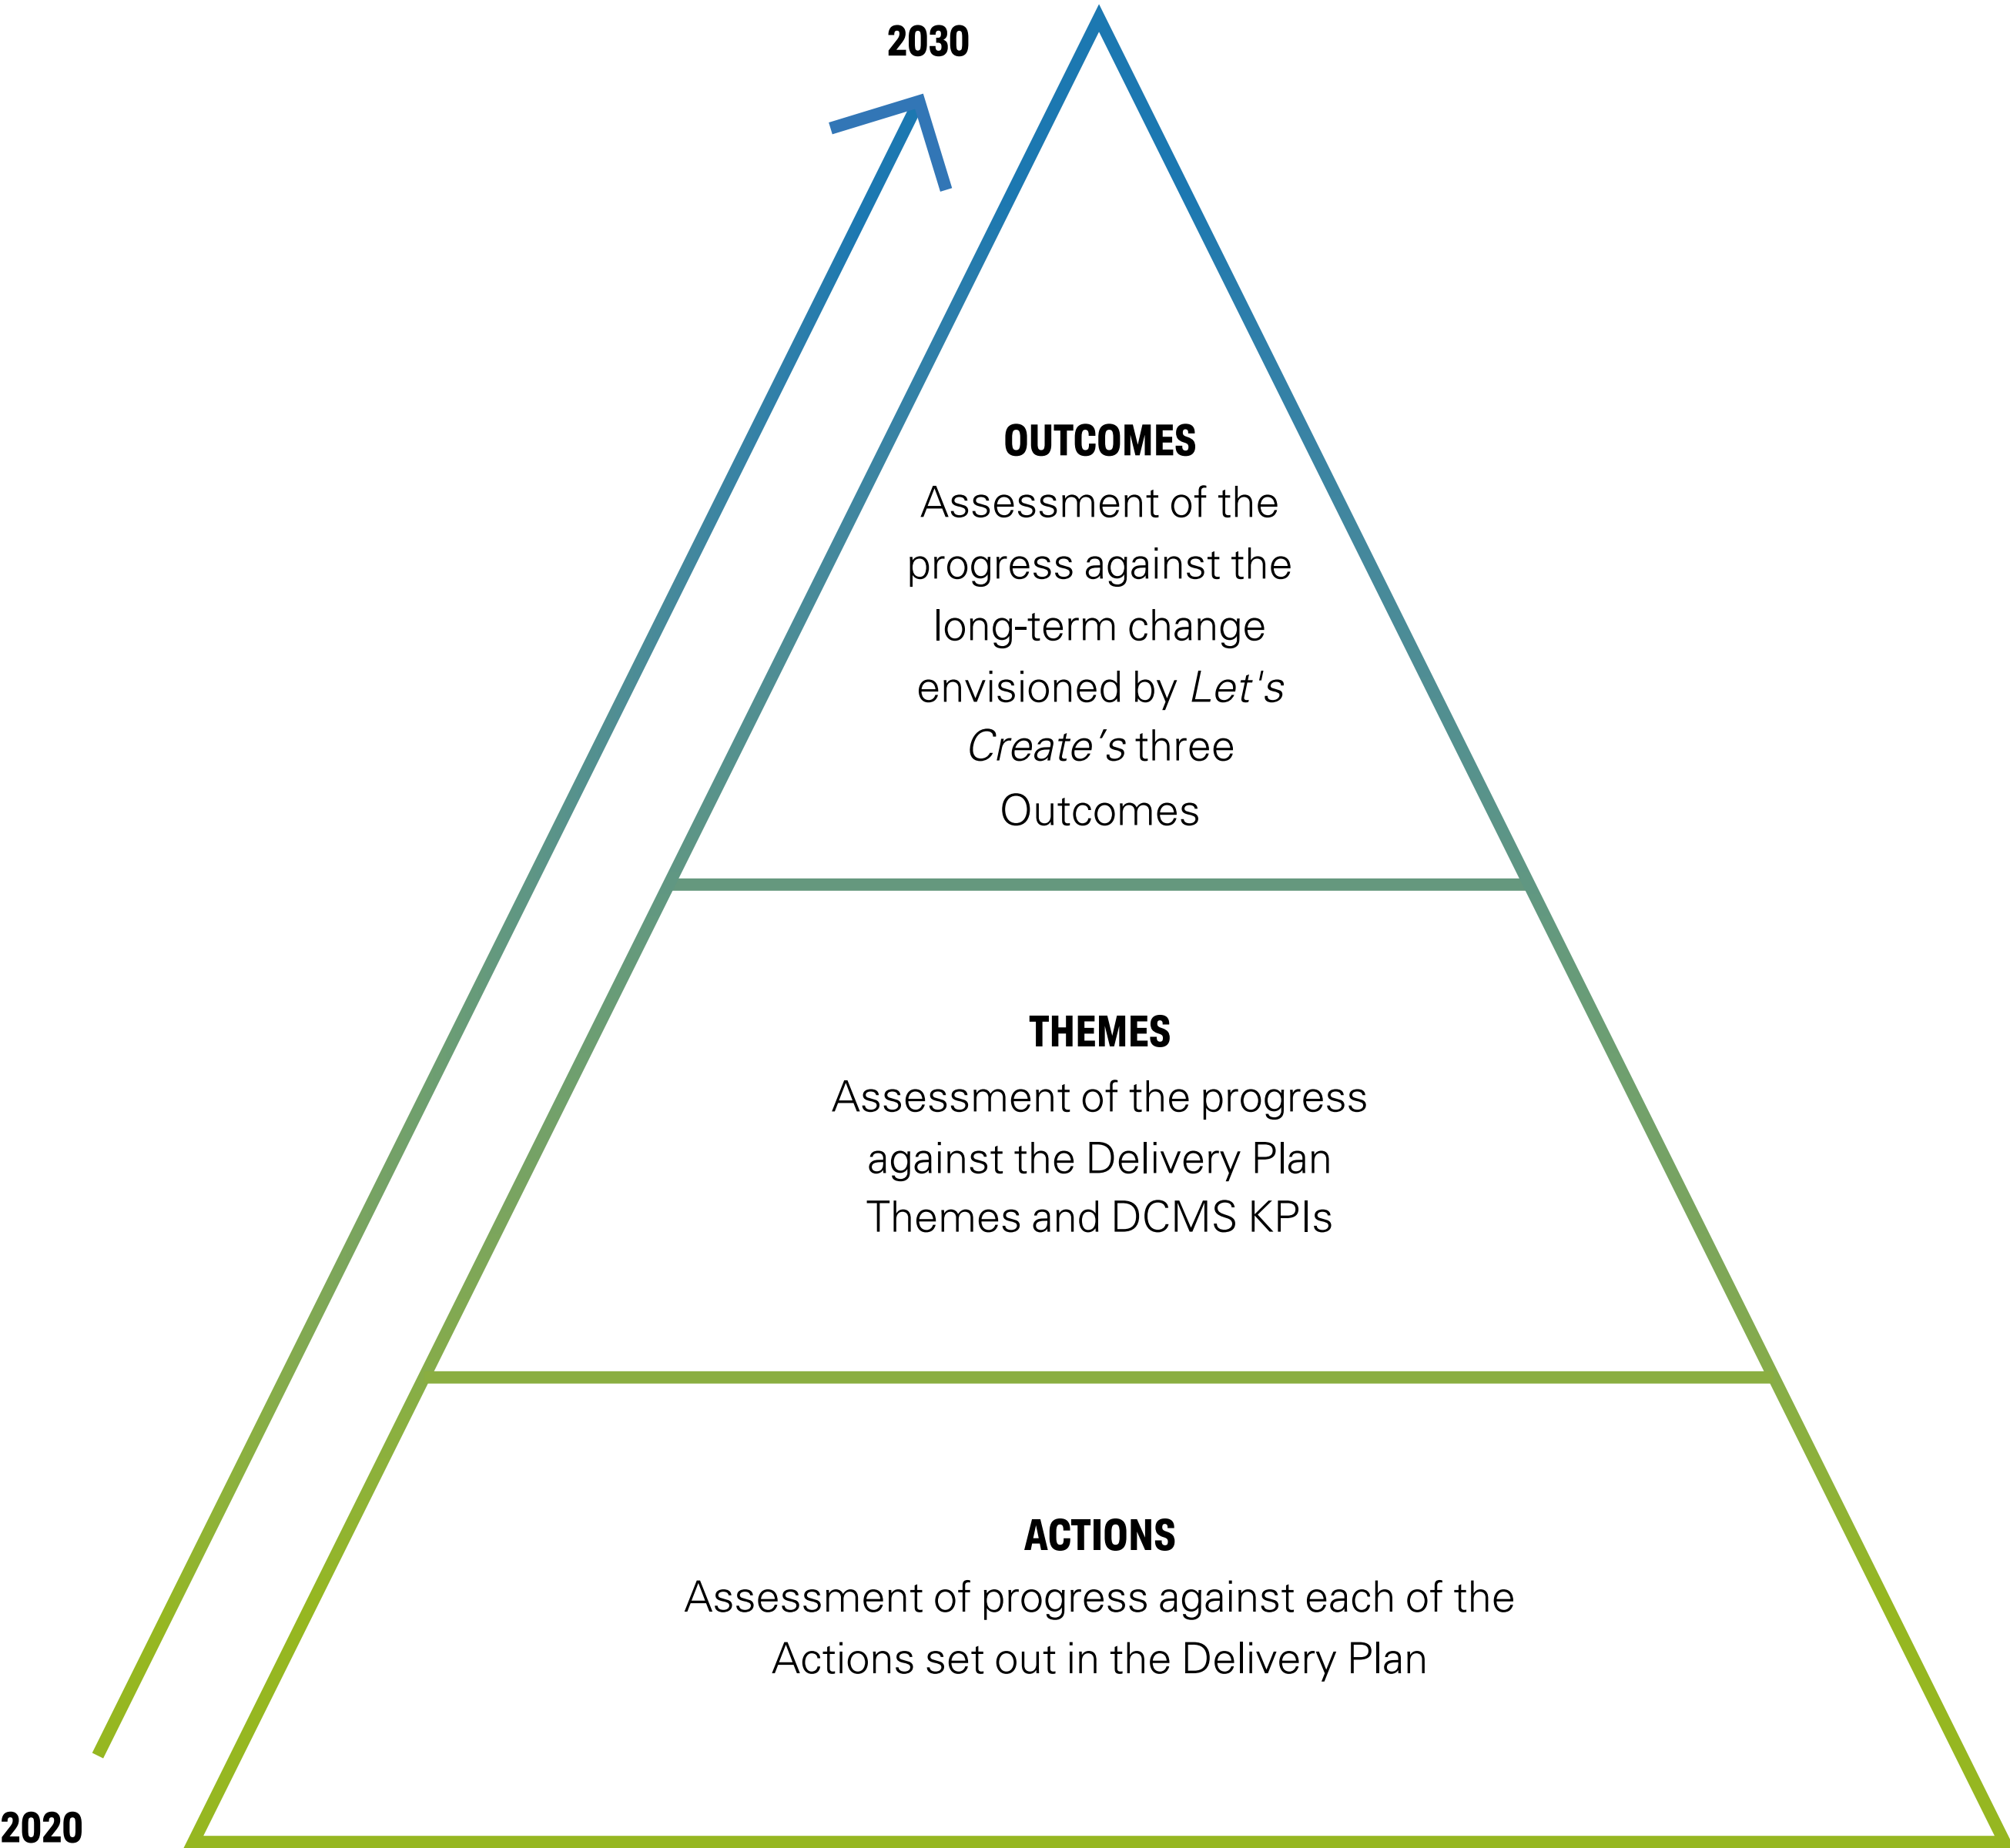 2030
OUTCOMES
Assessment of the
progress against the
long-term change
envisioned by Let's
Create's three
Outcomes
THEMES
Assessment of the progress
against the Delivery Plan
Themes and DCMS KPIs
ACTIONS
Assessment of progress against each of the
Actions set out in the Delivery Plan
2020